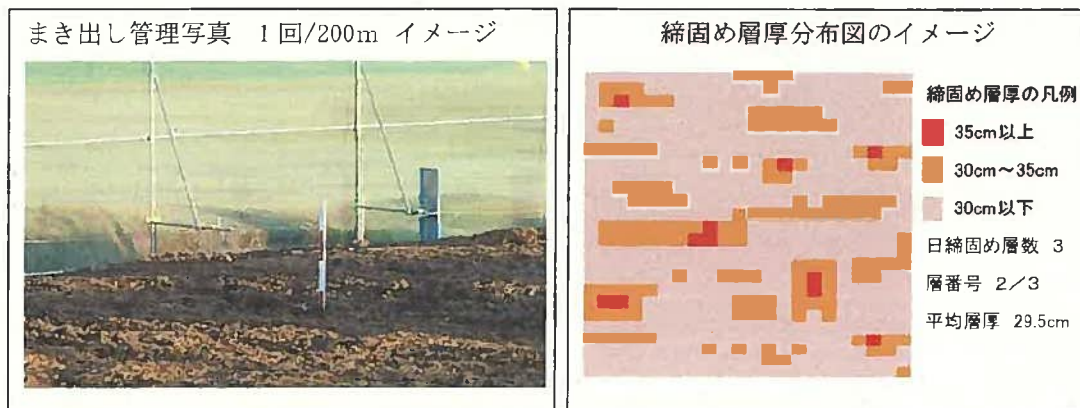 まき出し管理写真 1回/200m イメージ
締固め層厚分布図のイメージ
締固め層厚の凡例
35cm以上
30cm～35cm
30cm以下
日締固め層数 3
層番号 2／3
平均層厚 29.5cm